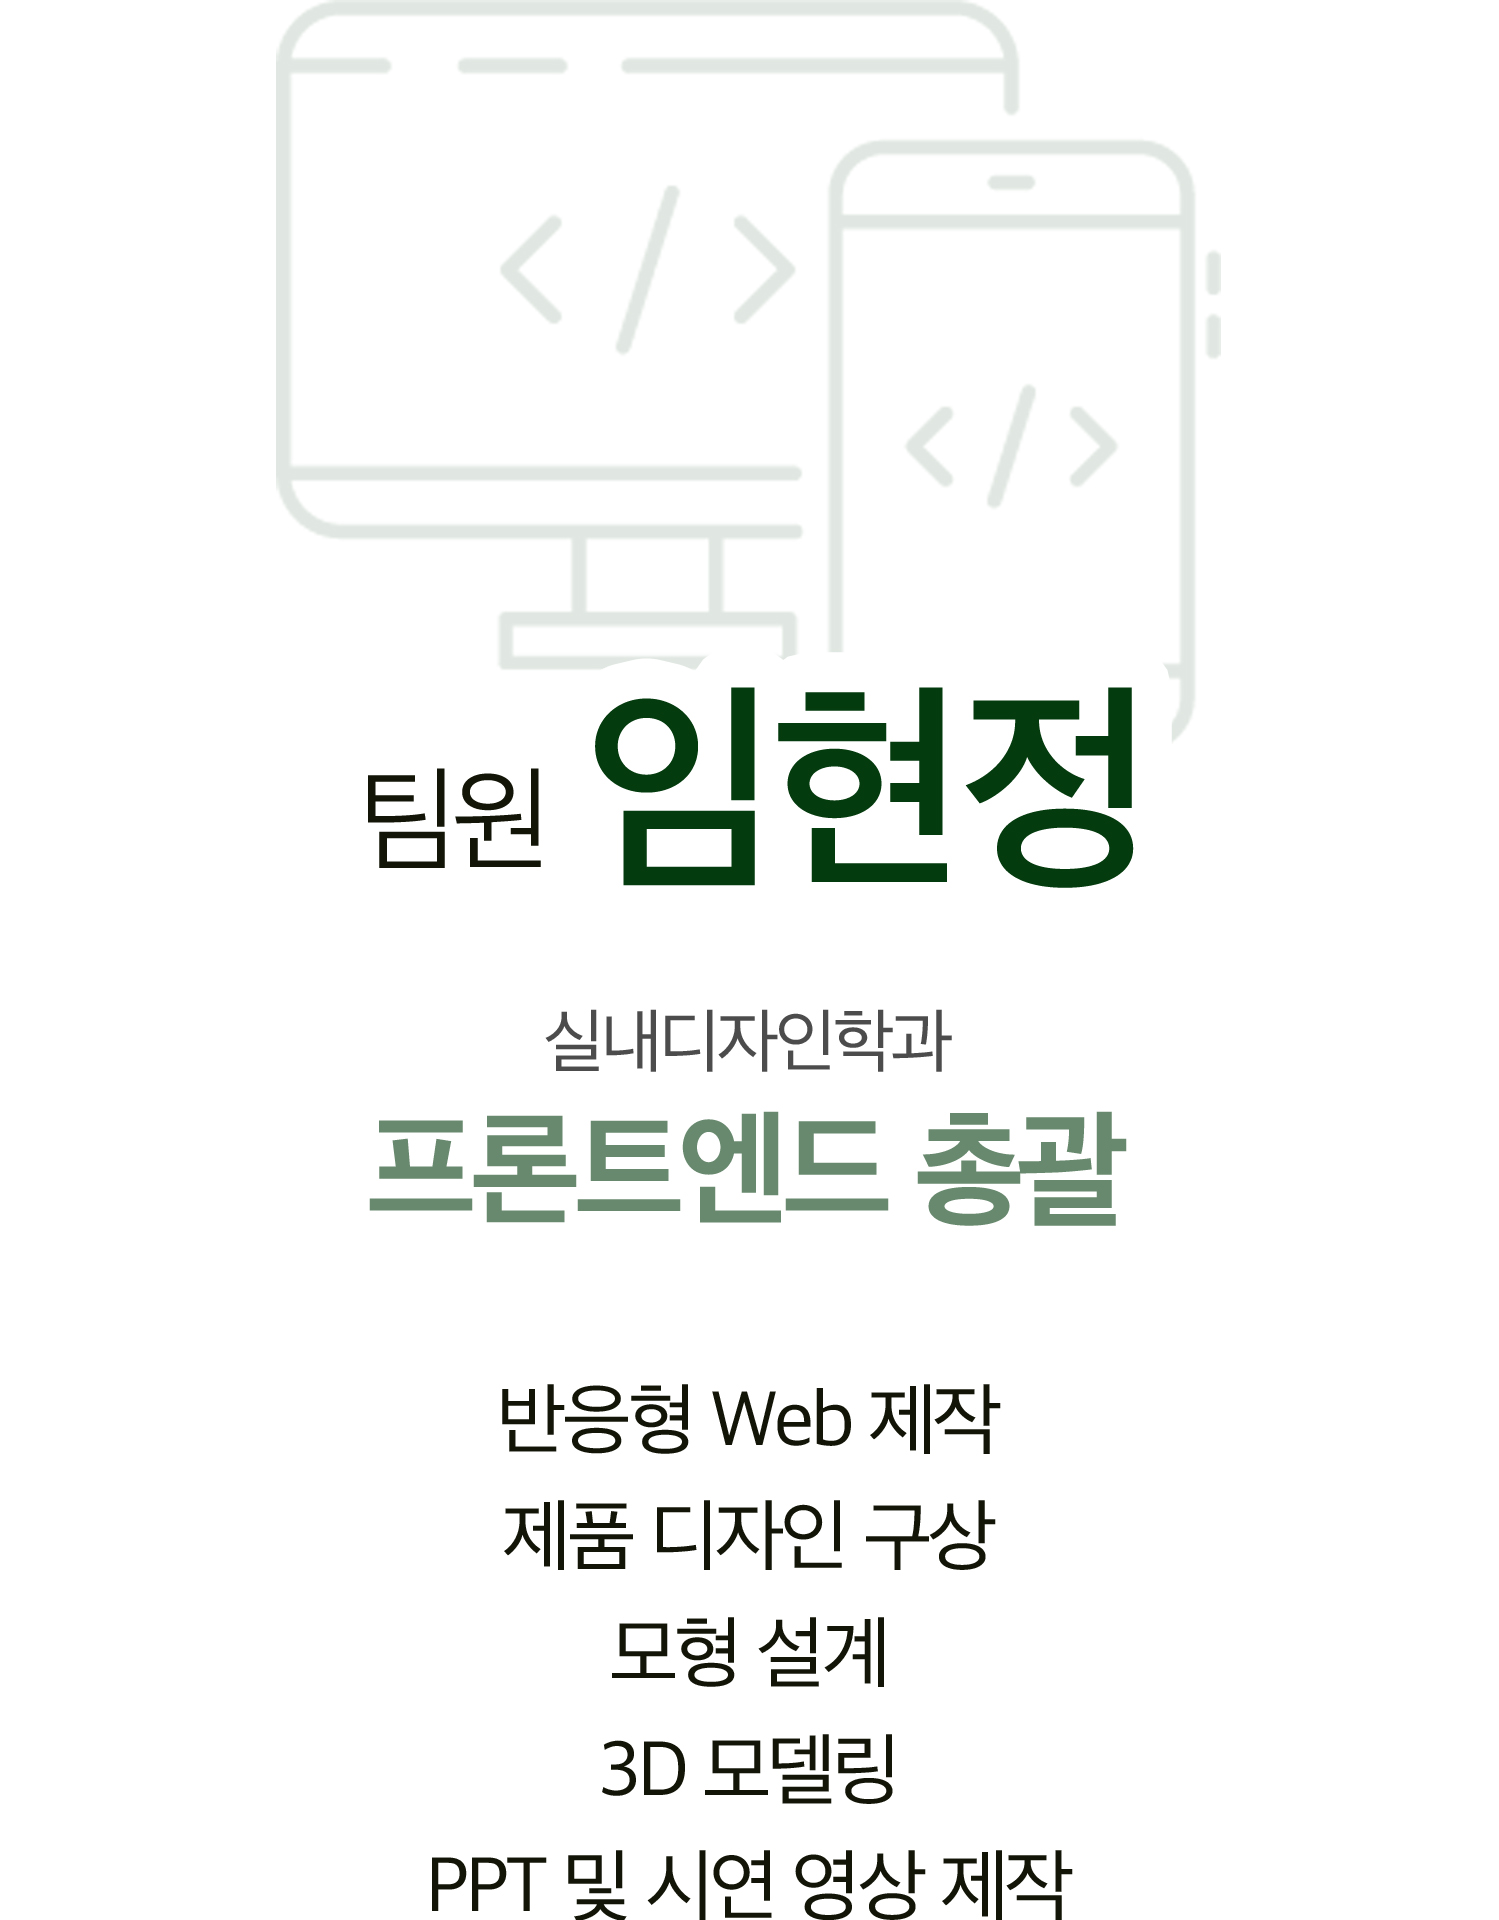 팀원 임현정
실내디자인학과
프론트엔드 총괄
반응형 Web 제작
제품 디자인 구상
모형 설계
3D 모델링
PPT 및 시연 영상 제작